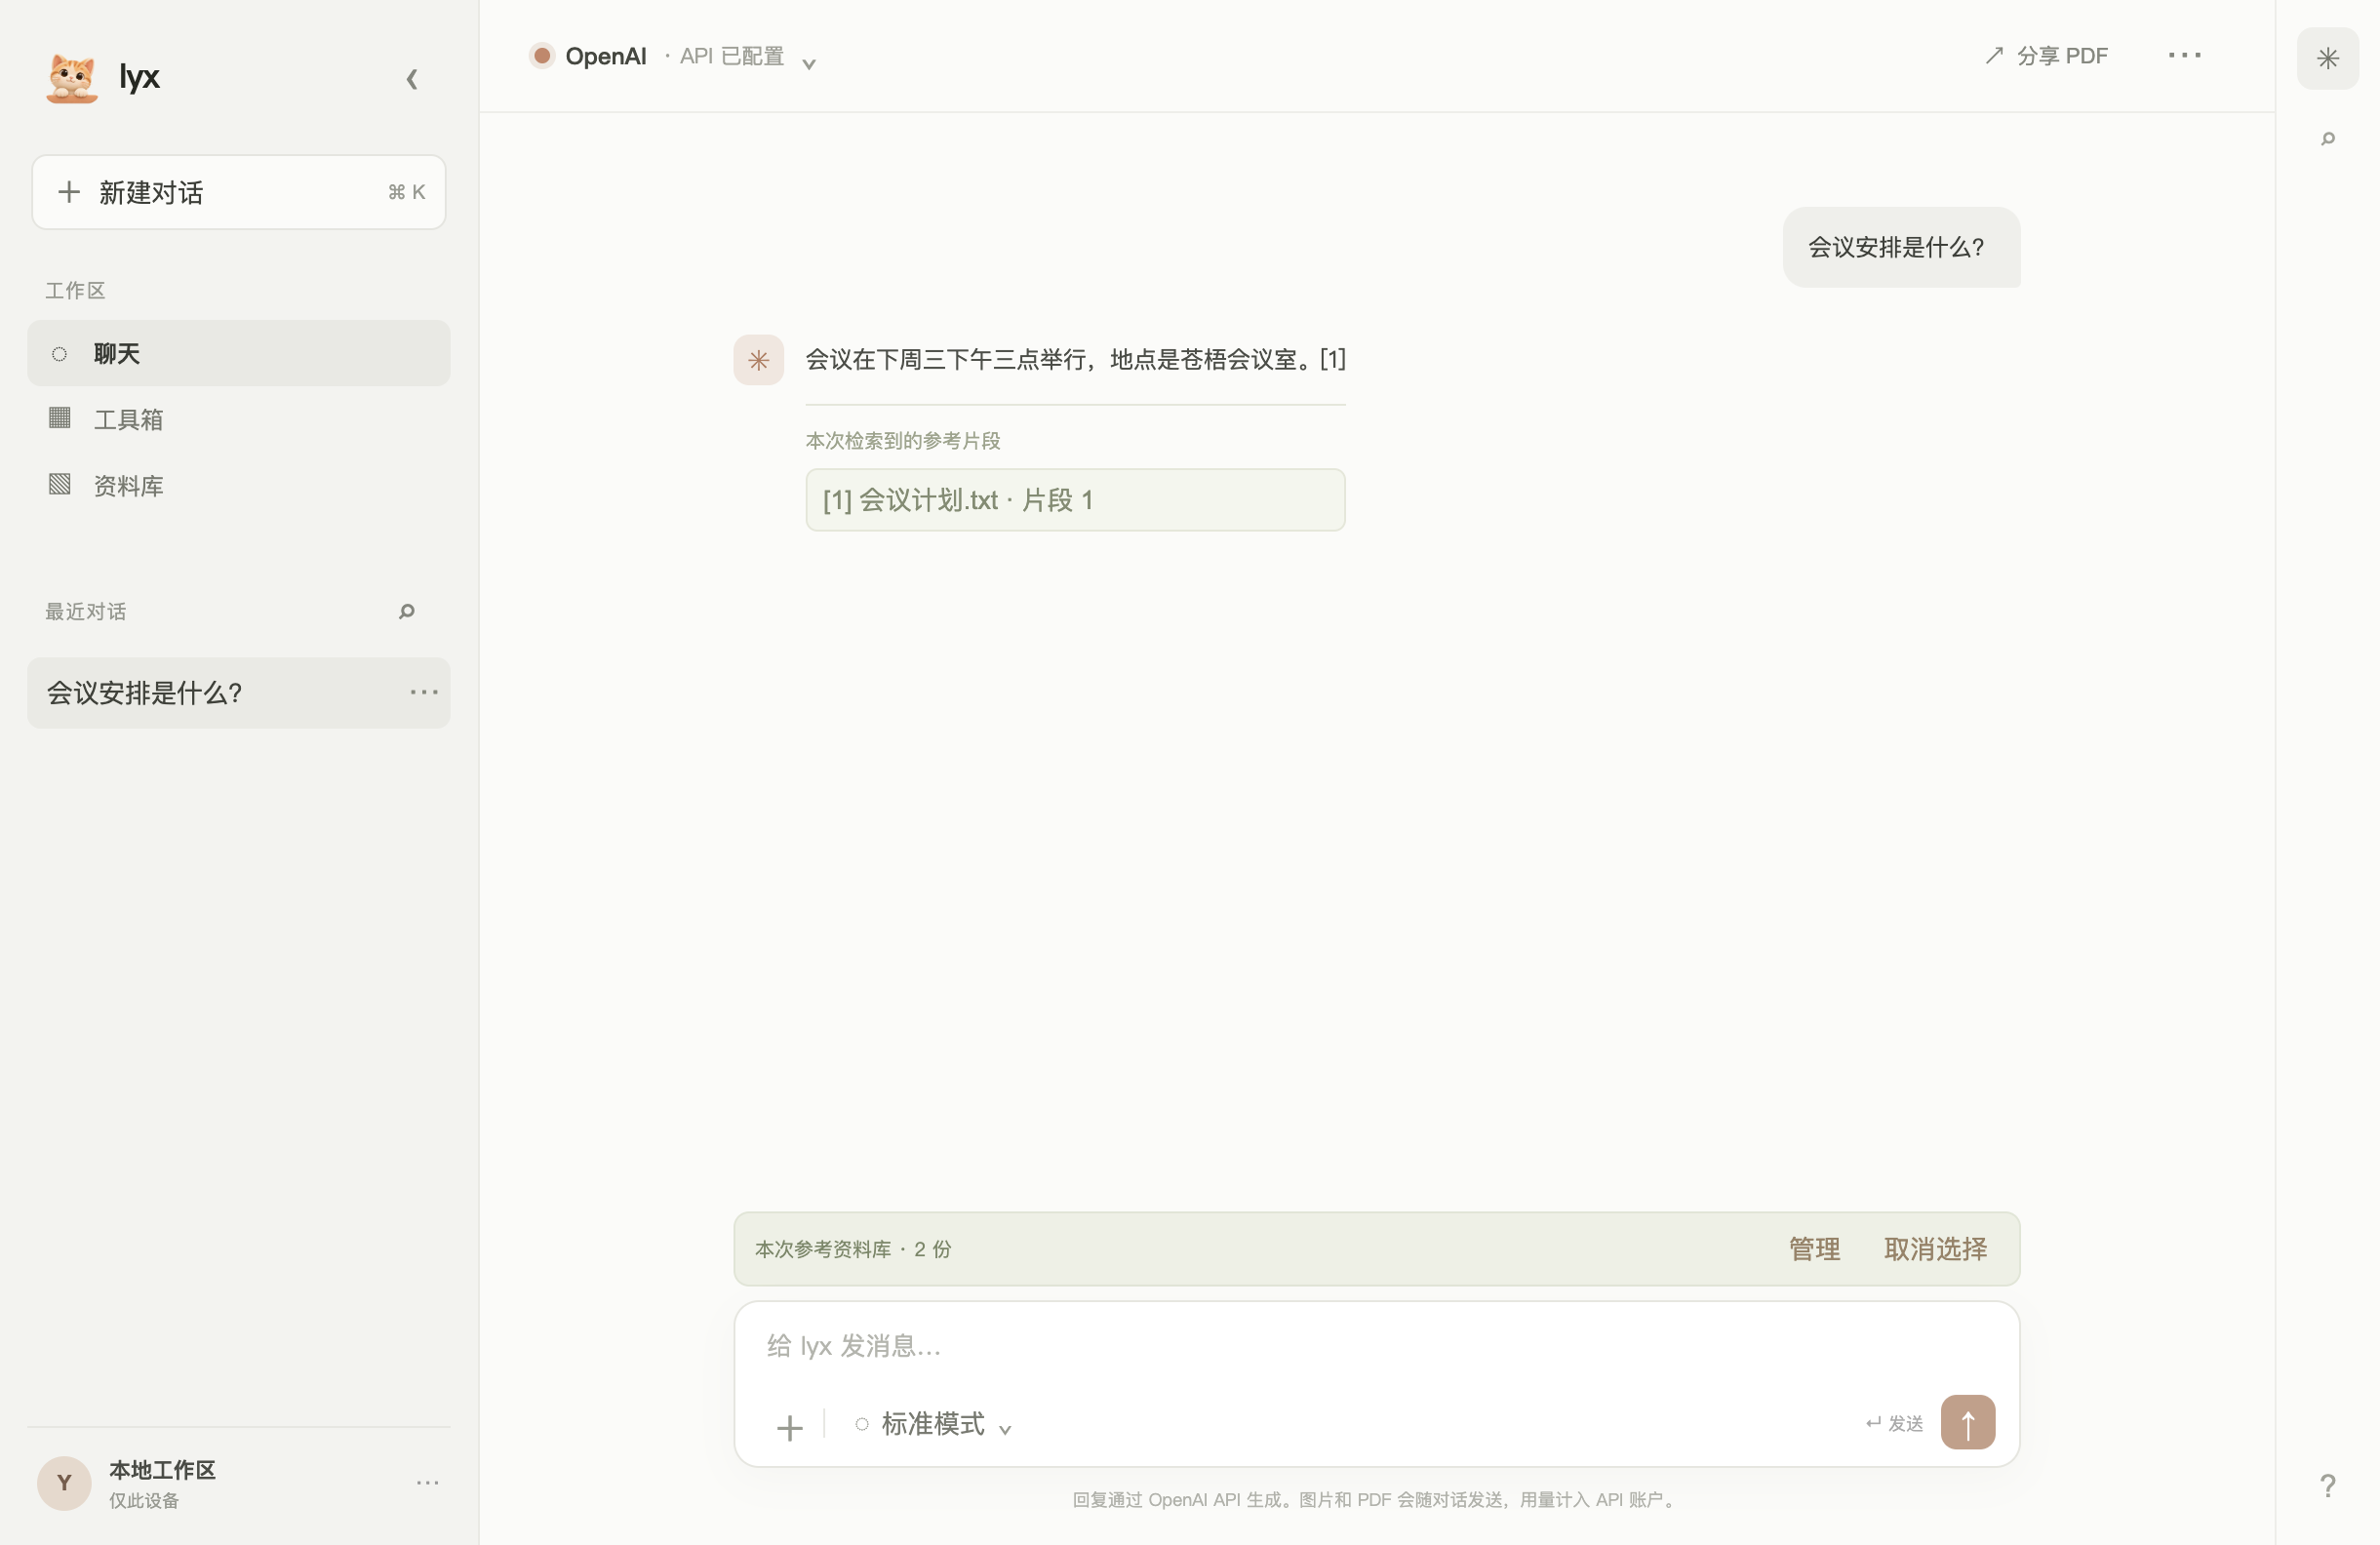 lyx
新建对话
⌘ K
工作区
聊天
工具箱
资料库
最近对话
会议安排是什么?
Y
本地工作区
仅此设备
OpenAI · API 已配置
分享 PDF
会议安排是什么?
会议在下周三下午三点举行，地点是苍梧会议室。[1]
本次检索到的参考片段
[1] 会议计划.txt · 片段 1
本次参考资料库 · 2 份
管理
取消选择
给 lyx 发消息...
标准模式
↵ 发送
回复通过 OpenAI API 生成。图片和 PDF 会随对话发送，用量计入 API 账户。
?